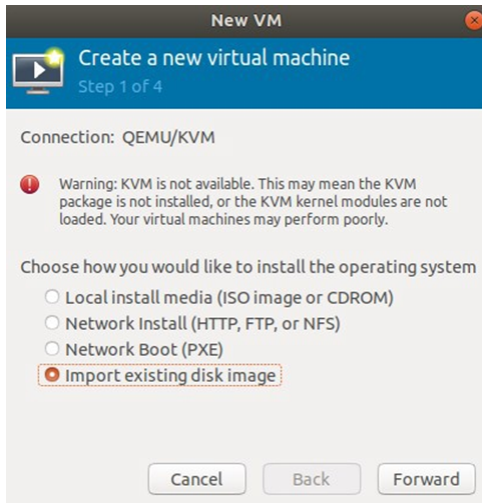 New VM
Create a new virtual machine
Step 1 of 4
Connection: QEMU/KVM
Warning: KVM is not available. This may mean the KVM
package is not installed, or the KVM kernel modules are not
loaded. Your virtual machines may perform poorly.
Choose how you would like to install the operating system
Local install media (ISO image or CDROM)
Network Install (HTTP, FTP, or NFS)
Network Boot (PXE)
Import existing disk image
Cancel Back Forward